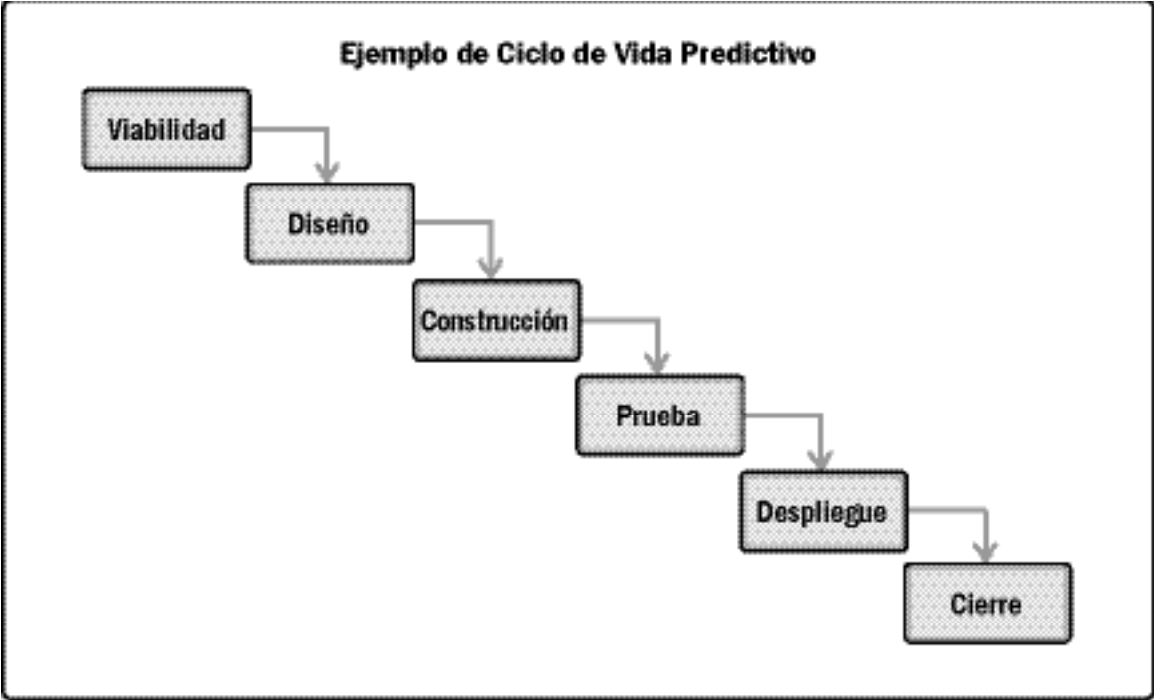 Ejemplo de Ciclo de Vida Predictivo
Viabilidad
Diseño
Construcción
Prueba
Despliegue
Cierre